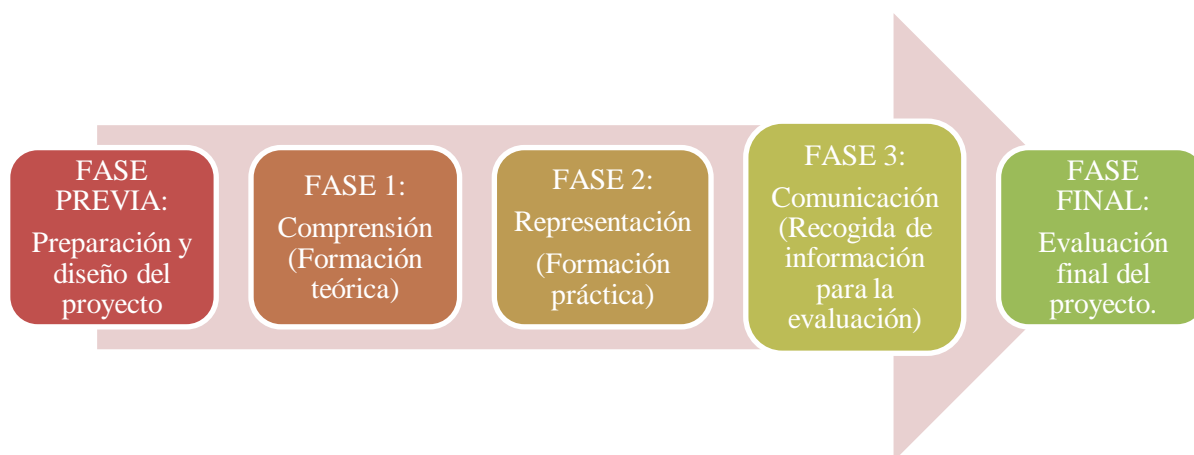 FASE
PREVIA:
Preparación y
diseño del
proyecto
FASE 1:
Comprensión
(Formación
teórica)
FASE 2:
Representación
(Formación
práctica)
FASE 3:
Comunicación
(Recogida de
información
para la
evaluación)
FASE
FINAL:
Evaluación
final del
proyecto.